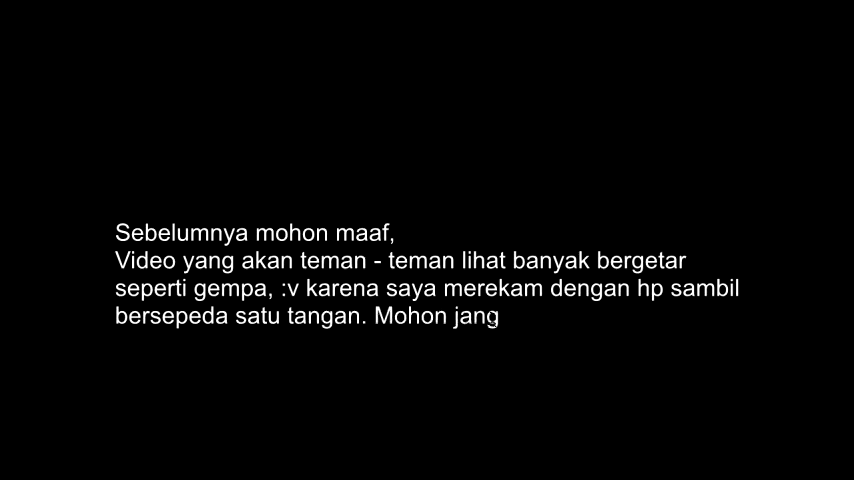 Sebelumnya mohon maaf,
Video yang akan teman - teman lihat banyak bergetar
seperti gempa, :v karena saya merekam dengan hp sambil
bersepeda satu tangan. Mohon jang